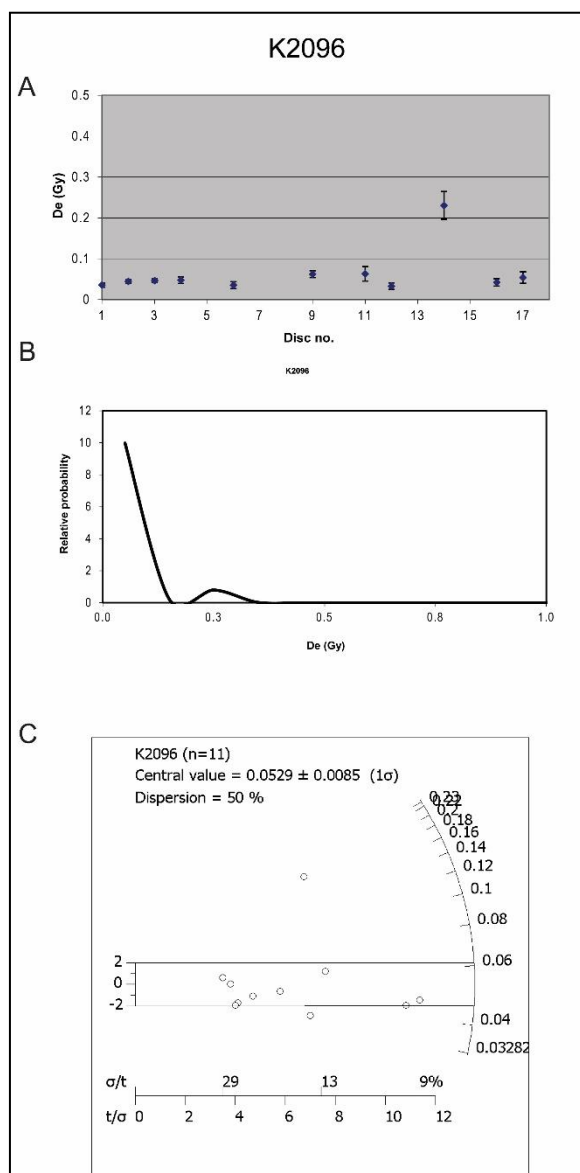 K2096
A
0.5
0.4
0.3
0.2
0.1
0
De (Gy)
1 3 5 7 9 11 13 15 17
Disc no.
B
K2096
12
10
8
6
4
2
0
Relative probability
0.0 0.3 0.5 0.8 1.0
De (Gy)
C
K2096 (n=11)
Central value = 0.0529 ± 0.0085 (1σ)
Dispersion = 50 %
0.23
0.22
0.2
0.18
0.16
0.14
0.12
0.1
0.08
0.06
0.04
0.03282
2
0
-2
σ/t 29 13 9%
t/σ 0 2 4 6 8 10 12